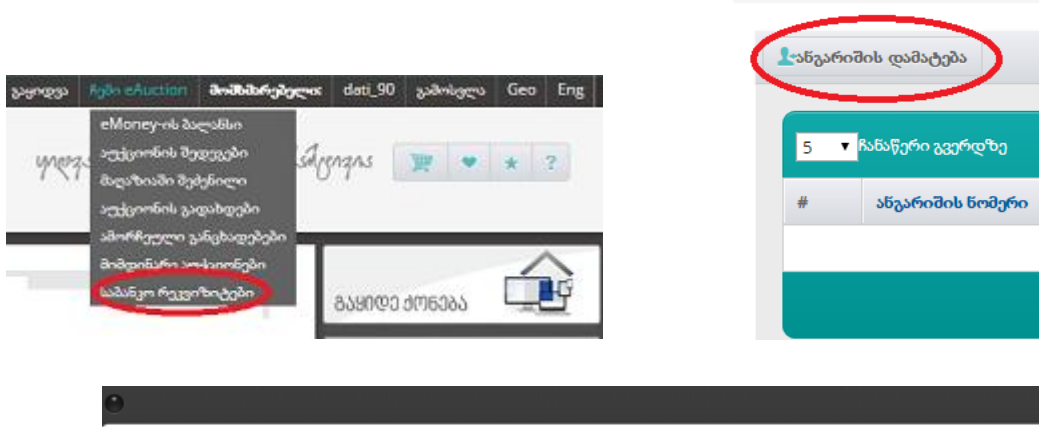 გაყიდვა ჩემი eAuction მომხმარებელი: dati_90 გამოსვლა Geo Eng
eMoney-ის ბალანსი
აუქციონის შედეგები
მაღაზიაში შეძენილი
აუქციონის გადახდები
ამორჩეული განცხადებები
მიმდინარე აუქციონები
საბანკო რეკვიზიტები
?
გაყიდე ქონება
ანგარიშის დამატება
5 ჩანაწერი გვერდზე
# ანგარიშის ნომერი